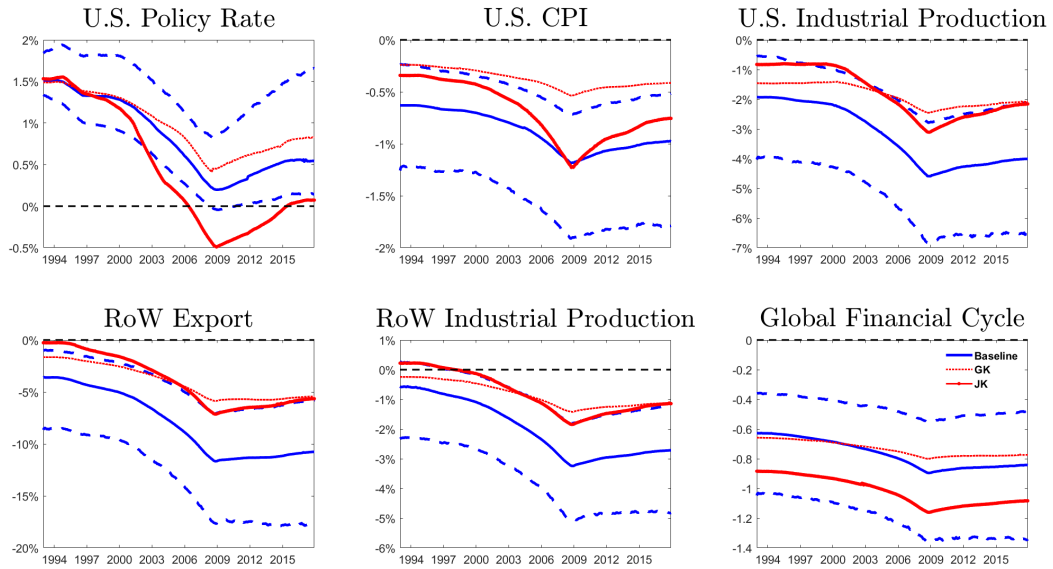 U.S. Policy Rate
2%
1.5%
1%
0.5%
0%
-0.5%
1994 1997 2000 2003 2006 2009 2012 2015
U.S. CPI
0%
-0.5%
-1%
-1.5%
-2%
1994 1997 2000 2003 2006 2009 2012 2015
U.S. Industrial Production
0%
-1%
-2%
-3%
-4%
-5%
-6%
-7%
1994 1997 2000 2003 2006 2009 2012 2015
RoW Export
0%
-5%
-10%
-15%
-20%
1994 1997 2000 2003 2006 2009 2012 2015
RoW Industrial Production
1%
0%
-1%
-2%
-3%
-4%
-5%
-6%
1994 1997 2000 2003 2006 2009 2012 2015
Global Financial Cycle
0
-0.2
-0.4
-0.6
-0.8
-1
-1.2
-1.4
1994 1997 2000 2003 2006 2009 2012 2015
Baseline
GK
JK